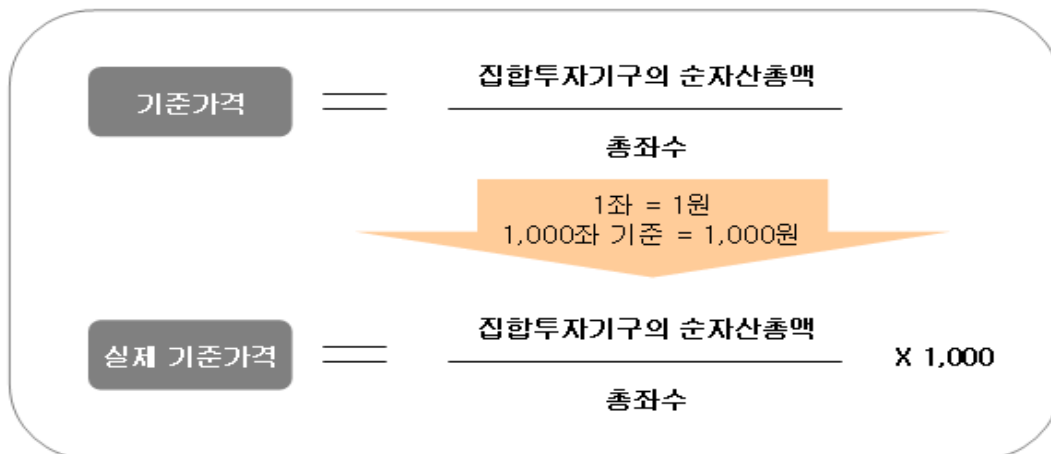 집합투자기구의 순자산총액
기준가격
총좌수
1좌 = 1원
1,000좌 기준 = 1,000원
집합투자기구의 순자산총액
실제 기준가격
X 1,000
총좌수